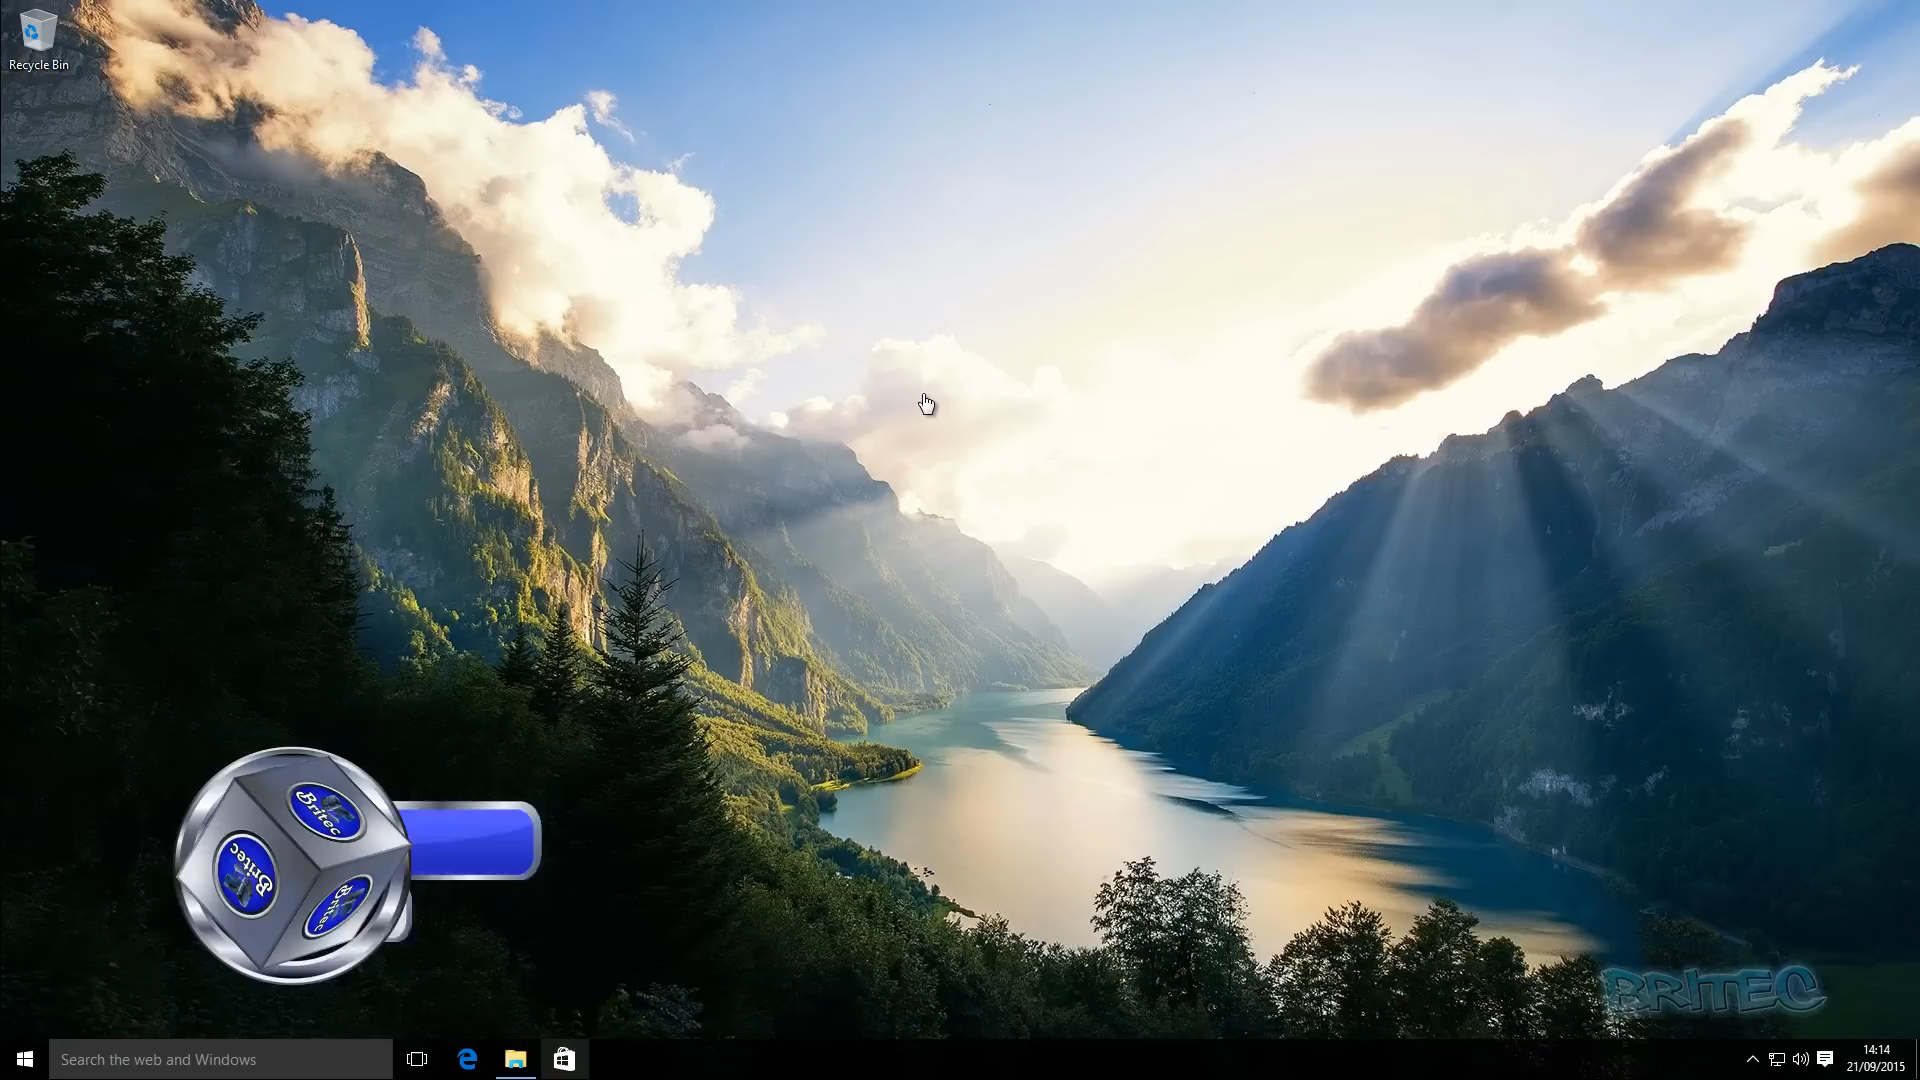 Recycle Bin
Britec
Britec
Britec
BRITEC
Search the web and Windows
14:14
21/09/2015